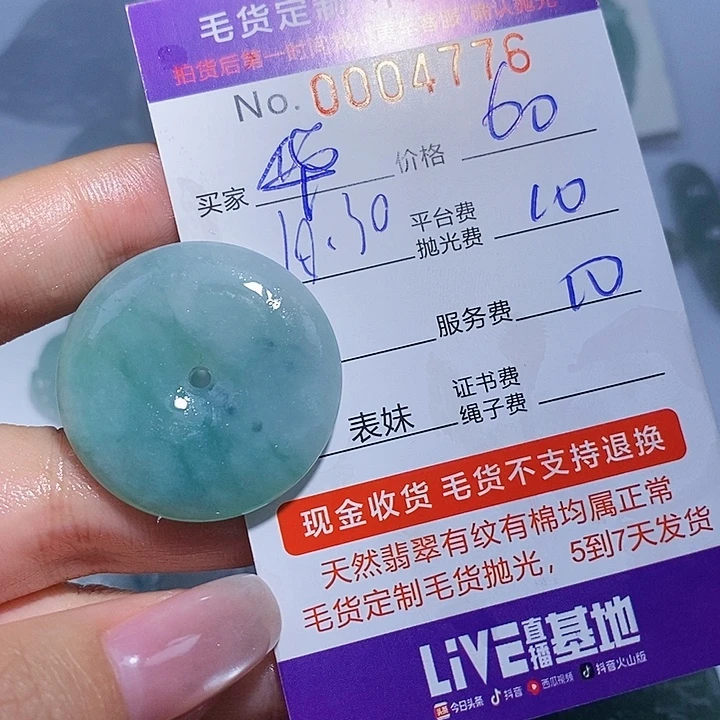 毛货定制
No. 0004776
买家 价格 60
平台费
抛光费 10
服务费 10
证书费
绳子费
表妹
现金收货 毛货不支持退换
天然翡翠有纹有棉均属正常
毛货定制毛货抛光，5到7天发货
LIVE直播基地
头条 今日头条 抖音 西瓜视频 抖音火山版